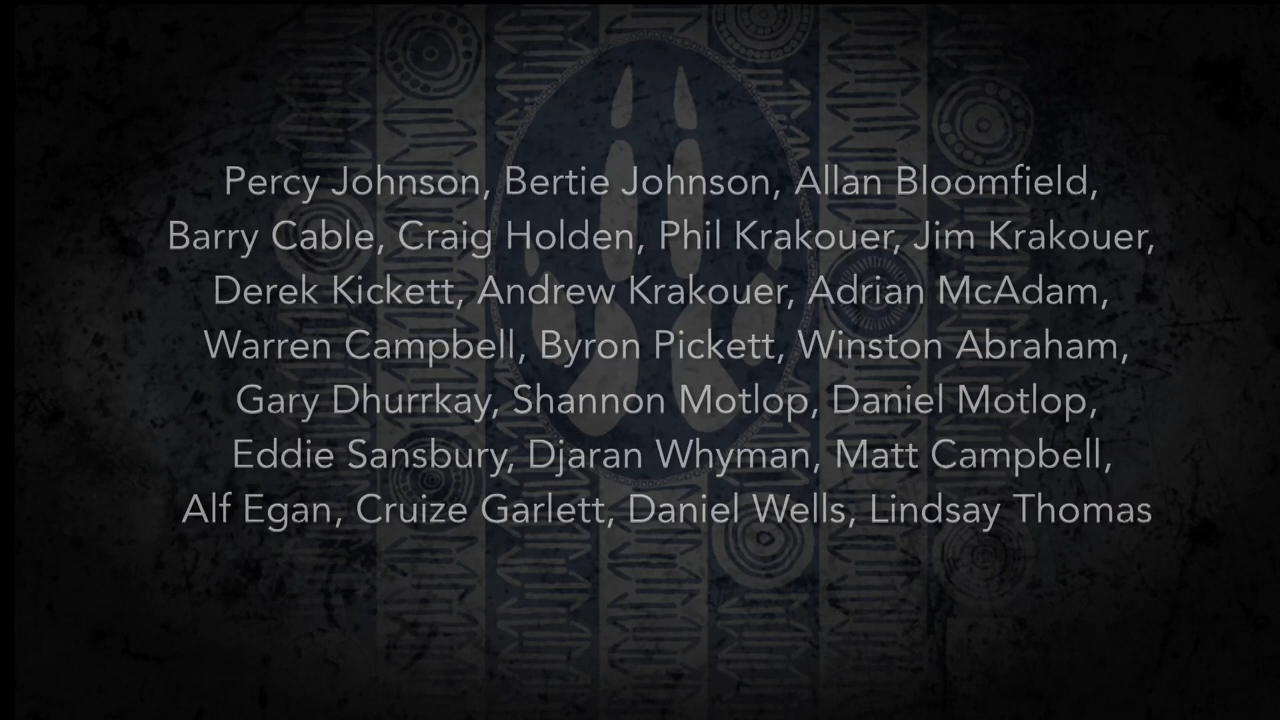 Percy Johnson, Bertie Johnson, Allan Bloomfield,
Barry Cable, Craig Holden, Phil Krakouer, Jim Krakouer,
Derek Kickett, Andrew Krakouer, Adrian McAdam,
Warren Campbell, Byron Pickett, Winston Abraham,
Gary Dhurrkay, Shannon Motlop, Daniel Motlop,
Eddie Sansbury, Djaran Whyman, Matt Campbell,
Alf Egan, Cruize Garlett, Daniel Wells, Lindsay Thomas